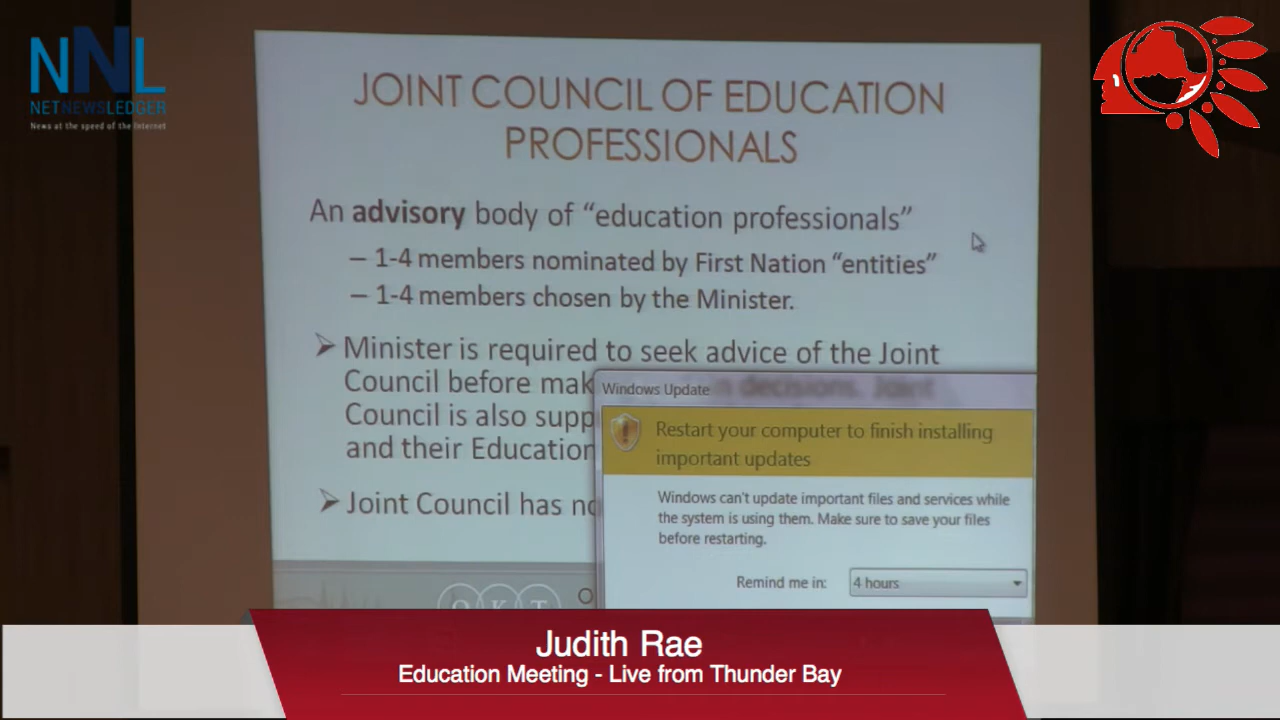 NNL
NETNEWSLEDGER
News at the speed of the Internet
JOINT COUNCIL OF EDUCATION
PROFESSIONALS
An advisory body of “education professionals”
– 1-4 members nominated by First Nation “entities”
– 1-4 members chosen by the Minister.
➢ Minister is required to seek advice of the Joint
Council before mak decisions. Joint
Council is also supp
and their Education
➢ Joint Council has no
Windows Update
Restart your computer to finish installing
important updates
Windows can't update important files and services while
the system is using them. Make sure to save your files
before restarting.
Remind me in: 4 hours
O K T
Judith Rae
Education Meeting - Live from Thunder Bay